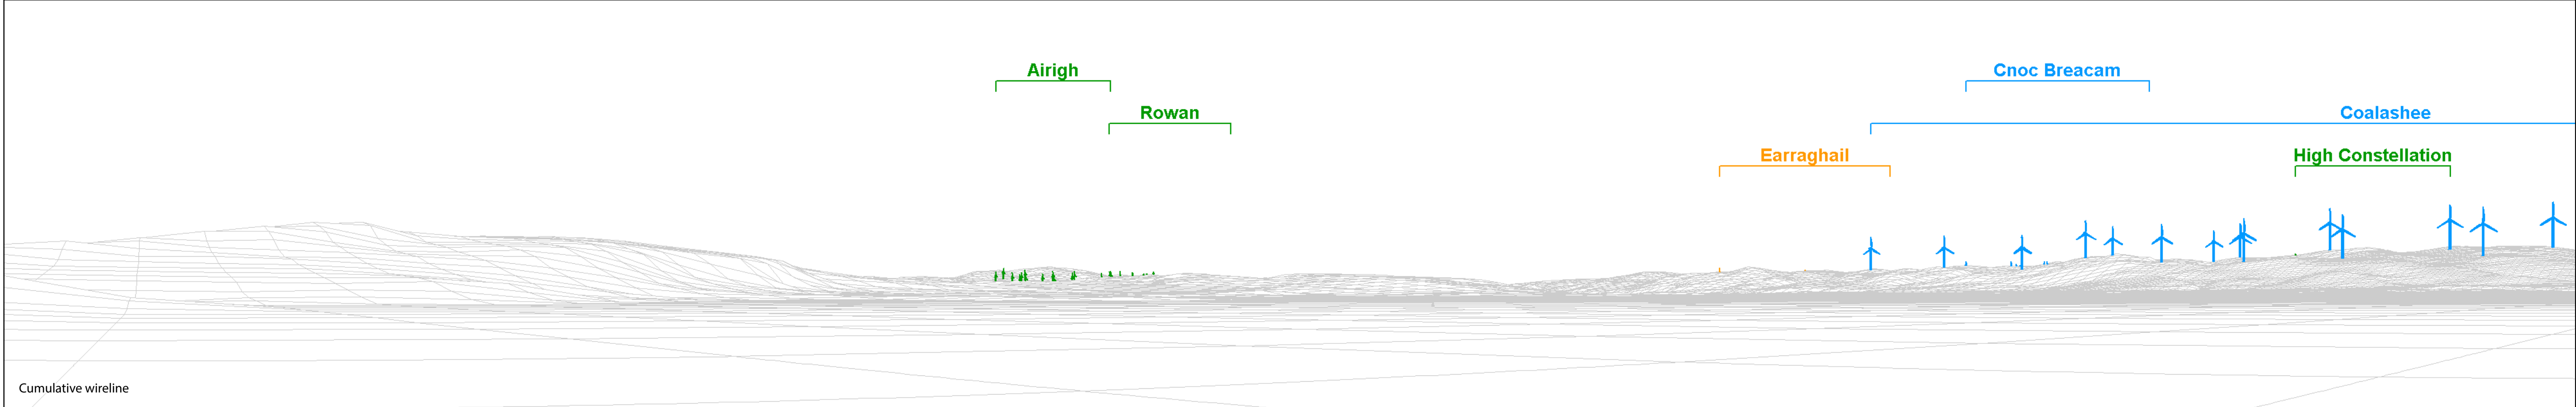 Airigh
Cnoc Breacam
Rowan
Coalashee
Earraghail
High Constellation
Cumulative wireline